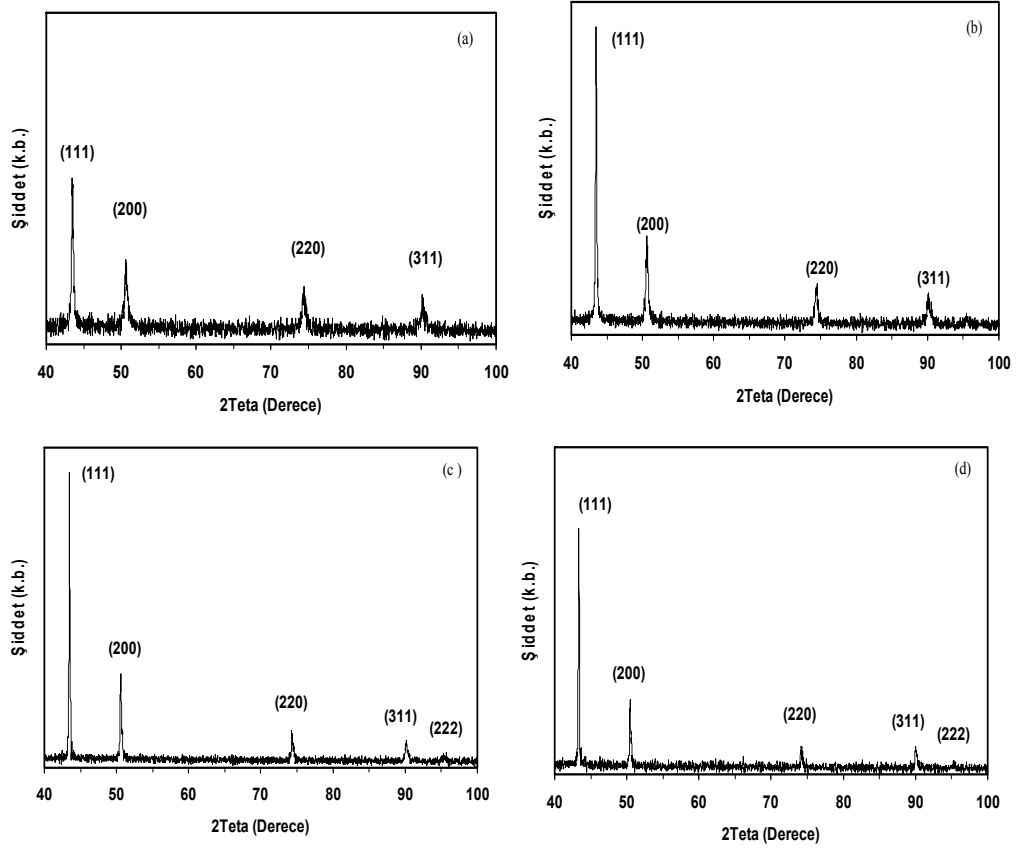 (a)
(111)
(200)
(220)
(311)
Şiddet (k.b.)
40 50 60 70 80 90 100
2Teta (Derece)
(b)
(111)
(200)
(220)
(311)
Şiddet (k.b.)
40 50 60 70 80 90 100
2Teta (Derece)
(c )
(111)
(200)
(220)
(311)
(222)
Şiddet (k.b.)
40 50 60 70 80 90 100
2Teta (Derece)
(d)
(111)
(200)
(220)
(311)
(222)
Şiddet (k.b.)
40 50 60 70 80 90 100
2Teta (Derece)